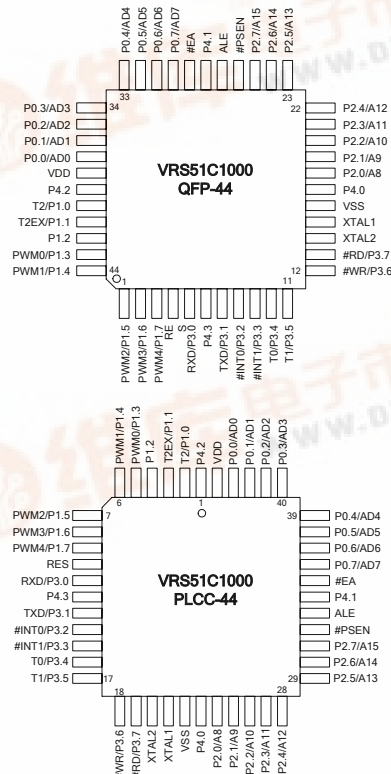 P0.4/AD4
P0.5/AD5
P0.6/AD6
P0.7/AD7
#EA
P4.1
ALE
#PSEN
P2.7/A15
P2.6/A14
P2.5/A13
33
23
P0.3/AD3
P0.2/AD2
P0.1/AD1
P0.0/AD0
VDD
P4.2
T2/P1.0
T2EX/P1.1
P1.2
PWM0/P1.3
PWM1/P1.4
34
44
VRS51C1000
QFP-44
22
12
P2.4/A12
P2.3/A11
P2.2/A10
P2.1/A9
P2.0/A8
P4.0
VSS
XTAL1
XTAL2
#RD/P3.7
#WR/P3.6
1
11
PWM2/P1.5
PWM3/P1.6
PWM4/P1.7
RE
S
RXD/P3.0
P4.3
TXD/P3.1
#INT0/P3.2
#INT1/P3.3
T0/P3.4
T1/P3.5
PWM1/P1.4
PWM0/P1.3
P1.2
T2EX/P1.1
T2/P1.0
P4.2
VDD
P0.0/AD0
P0.1/AD1
P0.2/AD2
P0.3/AD3
6
1
40
PWM2/P1.5
PWM3/P1.6
PWM4/P1.7
RES
RXD/P3.0
P4.3
TXD/P3.1
#INT0/P3.2
#INT1/P3.3
T0/P3.4
T1/P3.5
7
17
VRS51C1000
PLCC-44
39
29
P0.4/AD4
P0.5/AD5
P0.6/AD6
P0.7/AD7
#EA
P4.1
ALE
#PSEN
P2.7/A15
P2.6/A14
P2.5/A13
18
28
WR/P3.6
RD/P3.7
XTAL2
XTAL1
VSS
P4.0
P2.0/A8
P2.1/A9
P2.2/A10
P2.3/A11
P2.4/A12